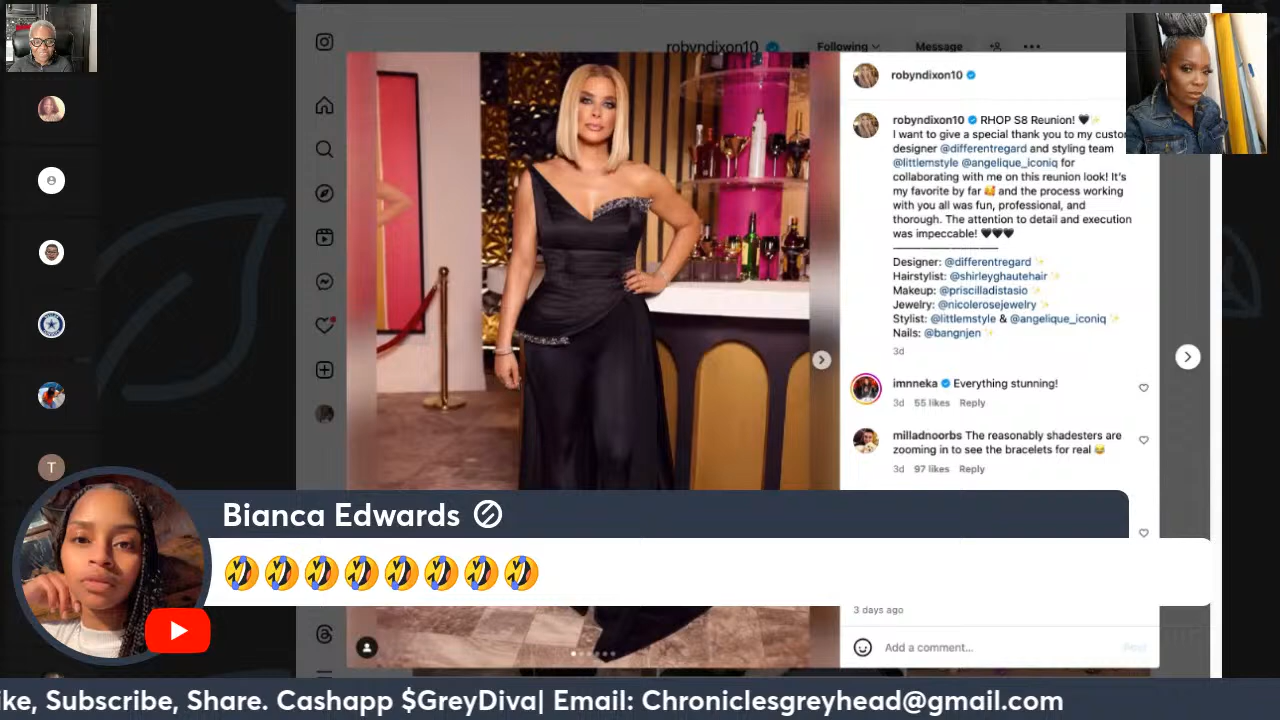 robyndixon10
Following
Message
robyndixon10
robyndixon10 RHOP S8 Reunion! 🖤✨
I want to give a special thank you to my custom
designer @differentregard and styling team
@littlemstyle @angelique_iconiq for
collaborating with me on this reunion look! It's
my favorite by far 🥰 and the process working
with you all was fun, professional, and
thorough. The attention to detail and execution
was impeccable! 🖤🖤🖤
Designer: @differentregard ✨
Hairstylist: @shirleyghautehair ✨
Makeup: @priscilladistasio ✨
Jewelry: @nicolerosejewelry ✨
Stylist: @littlemstyle & @angelique_iconiq ✨
Nails: @bangnjen ✨
3d
imnneka Everything stunning!
3d 55 likes Reply
milladnoorbs The reasonably shadesters are
zooming in to see the bracelets for real 😂
3d 97 likes Reply
T
Bianca Edwards
🤣🤣🤣🤣🤣🤣🤣🤣
3 days ago
Add a comment...
Post
ike, Subscribe, Share. Cashapp $GreyDiva| Email: Chroniclesgreyhead@gmail.com